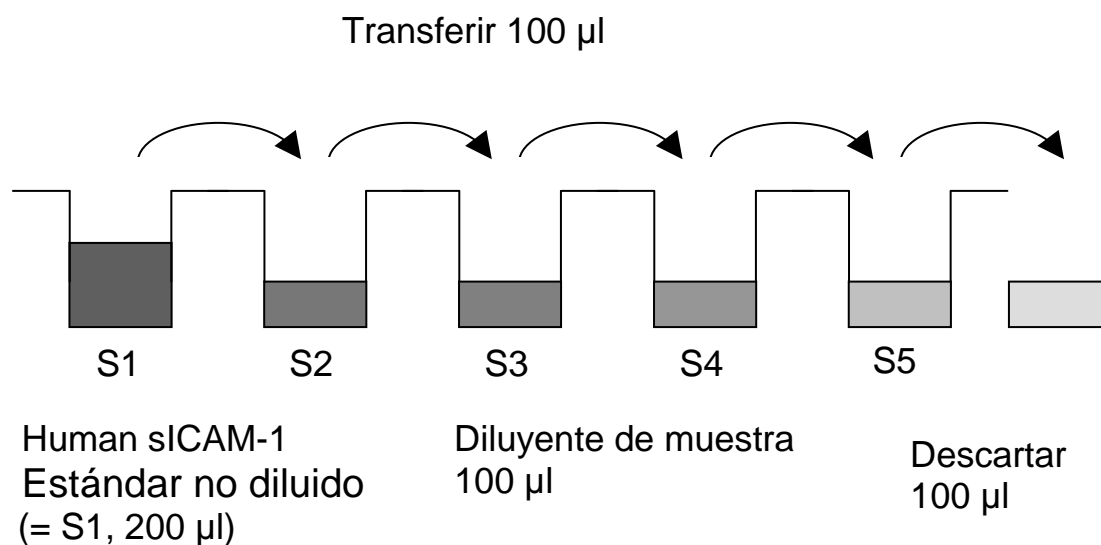 Transferir 100 µl
S1 S2 S3 S4 S5
Human sICAM-1
Estándar no diluido
(= S1, 200 µl)
Diluyente de muestra
100 µl
Descartar
100 µl